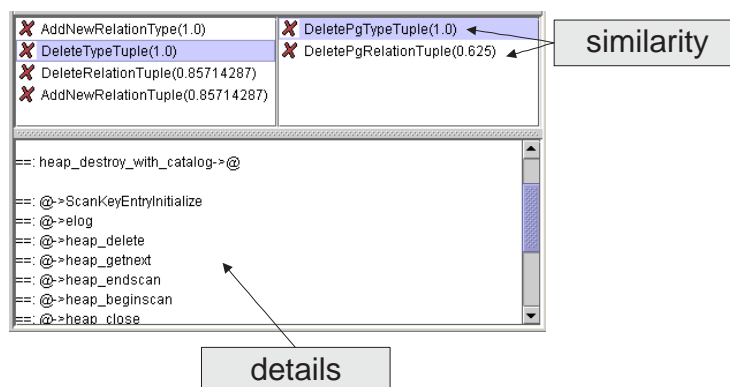 AddNewRelationType(1.0)
DeleteTypeTuple(1.0)
DeleteRelationTuple(0.85714287)
AddNewRelationTuple(0.85714287)
DeletePgTypeTuple(1.0)
DeletePgRelationTuple(0.625)
similarity
==: heap_destroy_with_catalog->@
==: @->ScanKeyEntryInitialize
==: @->elog
==: @->heap_delete
==: @->heap_getnext
==: @->heap_endscan
==: @->heap_beginscan
==: @->heap_close
details